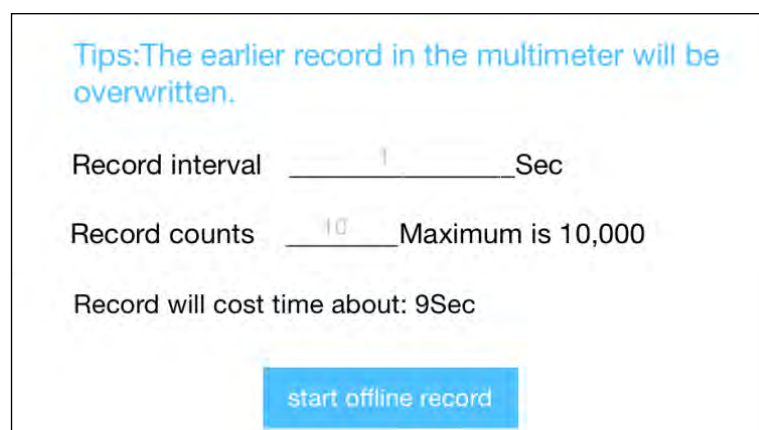 Tips:The earlier record in the multimeter will be
overwritten.
Record interval 1 Sec
Record counts 10 Maximum is 10,000
Record will cost time about: 9Sec
start offline record